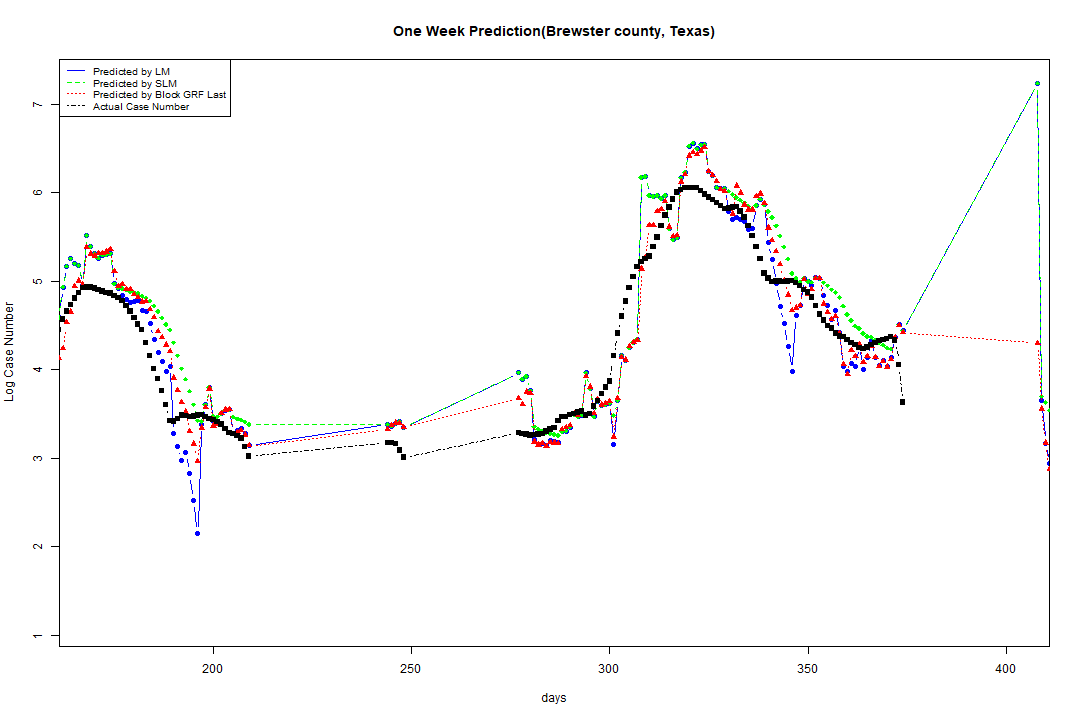 One Week Prediction(Brewster county, Texas)
Predicted by LM
Predicted by SLM
Predicted by Block GRF Last
Actual Case Number
7
6
5
4
3
2
1
Log Case Number
200 250 300 350 400
days